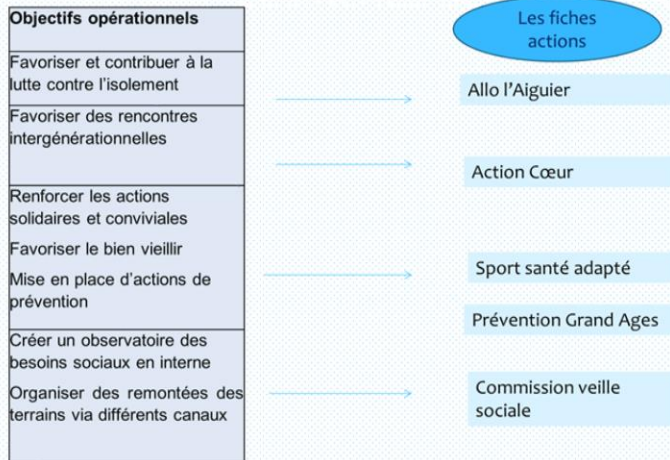 Objectifs opérationnels
Favoriser et contribuer à la
lutte contre l'isolement
Favoriser des rencontres
intergénérationnelles
Renforcer les actions
solidaires et conviviales
Favoriser le bien vieillir
Mise en place d'actions de
prévention
Créer un observatoire des
besoins sociaux en interne
Organiser des remontées des
terrains via différents canaux
Les fiches
actions
Allo l'Aiguier
Action Cœur
Sport santé adapté
Prévention Grand Ages
Commission veille
sociale